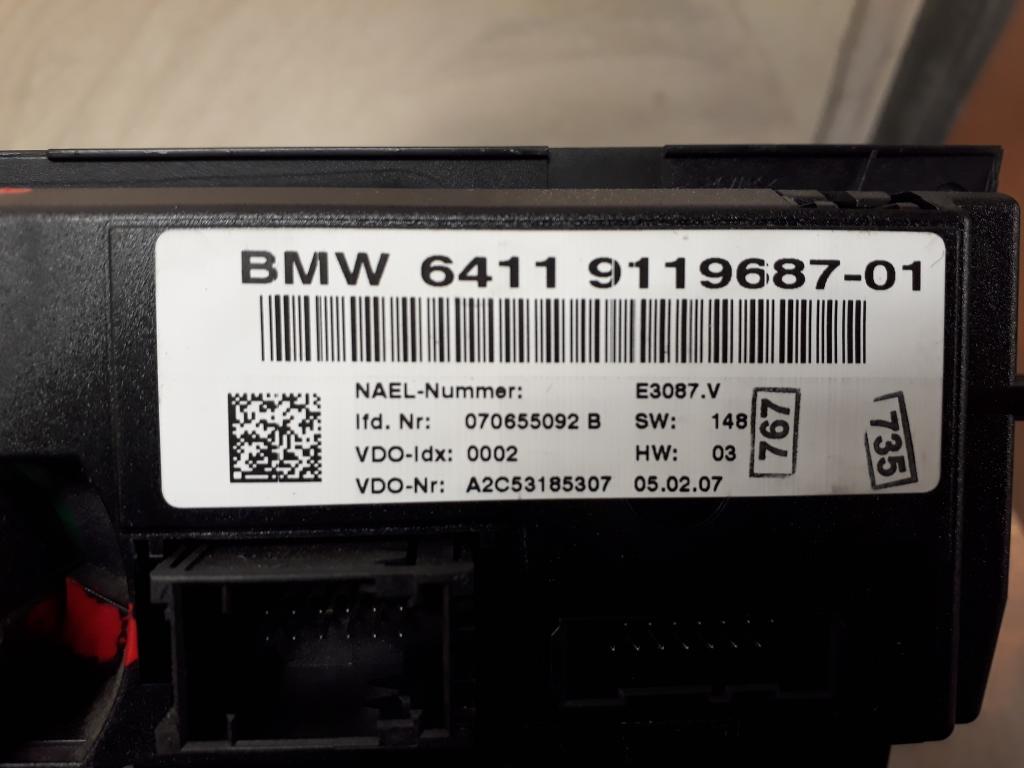 BMW 6411 9119687-01
NAEL-Nummer: E3087.V
lfd. Nr: 070655092 B SW: 148
VDO-Idx: 0002 HW: 03
VDO-Nr: A2C53185307 05.02.07
767
735